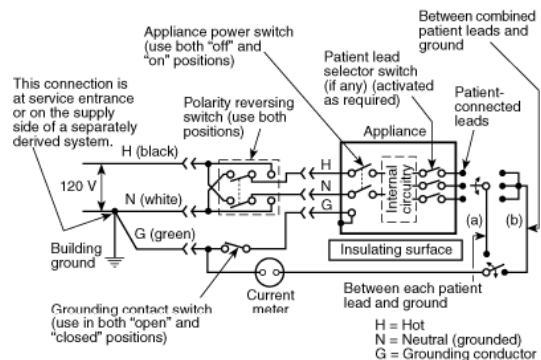 Appliance power switch
(use both "off" and
"on" positions)
Between combined
patient leads and
ground
Patient lead
selector switch
(if any) (activated
as required)
This connection is
at service entrance
or on the supply
side of a separately
derived system.
Polarity reversing
switch (use both
positions)
Patient-
connected
leads
Appliance
H (black)
H
120 V
N (white)
N
G
Internal
circuitry
(a)
(b)
G (green)
Building
ground
Insulating surface
Grounding contact switch
(use in both "open" and
"closed" positions)
Current
meter
Between each patient
lead and ground
H = Hot
N = Neutral (grounded)
G = Grounding conductor